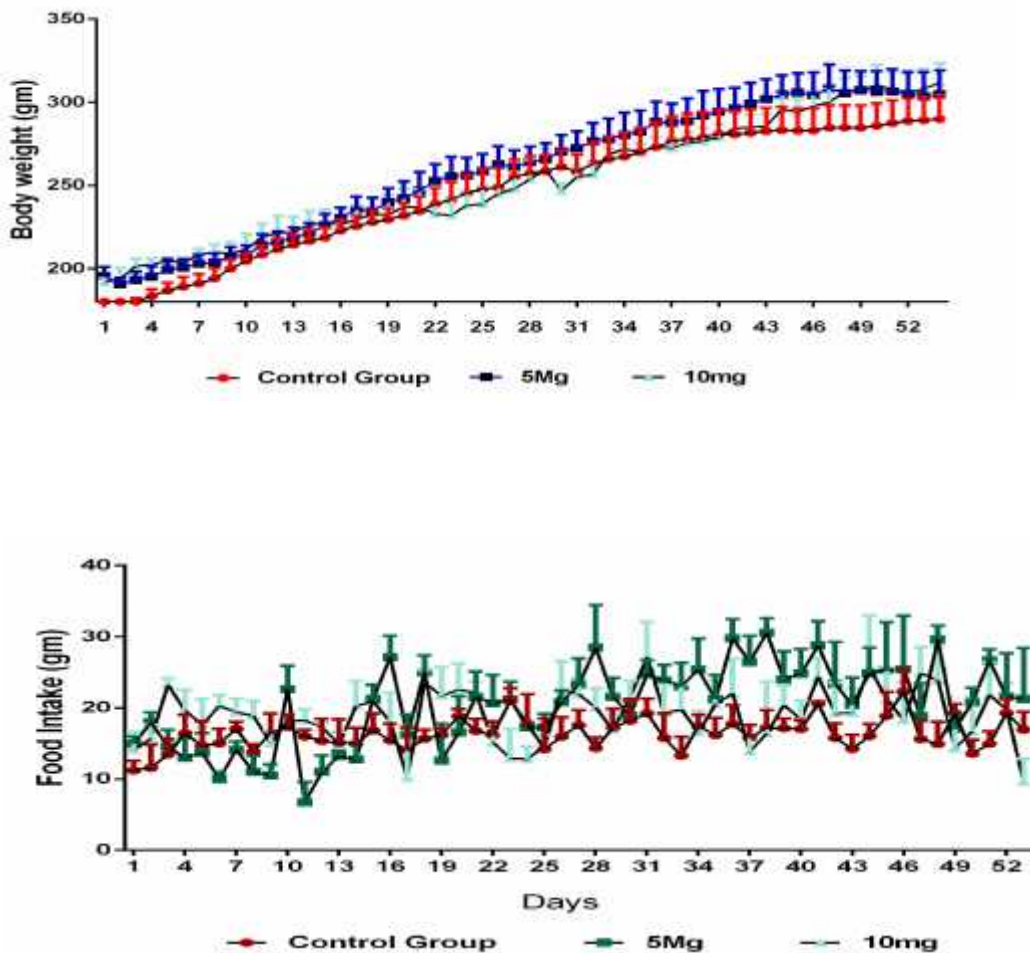 350
300
250
200
Body weight (gm)
1 4 7 10 13 16 19 22 25 28 31 34 37 40 43 46 49 52
Control Group 5Mg 10mg
40
30
20
10
0
Food Intake (gm)
1 4 7 10 13 16 19 22 25 28 31 34 37 40 43 46 49 52
Days
Control Group 5Mg 10mg